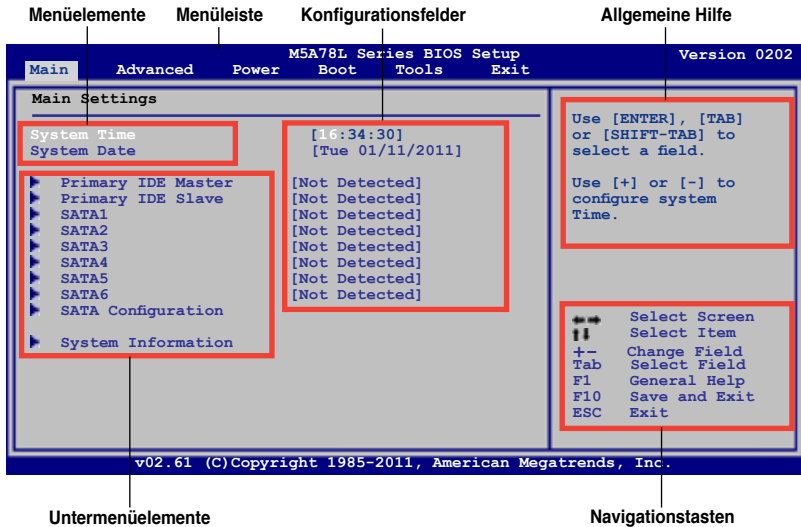 Menüelemente Menüleiste Konfigurationsfelder Allgemeine Hilfe
M5A78L Series BIOS Setup Version 0202
Main Advanced Power Boot Tools Exit
Main Settings
System Time [16:34:30]
System Date [Tue 01/11/2011]
Primary IDE Master [Not Detected]
Primary IDE Slave [Not Detected]
SATA1 [Not Detected]
SATA2 [Not Detected]
SATA3 [Not Detected]
SATA4 [Not Detected]
SATA5 [Not Detected]
SATA6 [Not Detected]
SATA Configuration
System Information
Use [ENTER], [TAB]
or [SHIFT-TAB] to
select a field.
Use [+] or [-] to
configure system
Time.
←→ Select Screen
↑↓ Select Item
+- Change Field
Tab Select Field
F1 General Help
F10 Save and Exit
ESC Exit
v02.61 (C)Copyright 1985-2011, American Megatrends, Inc.
Untermenüelemente Navigationstasten